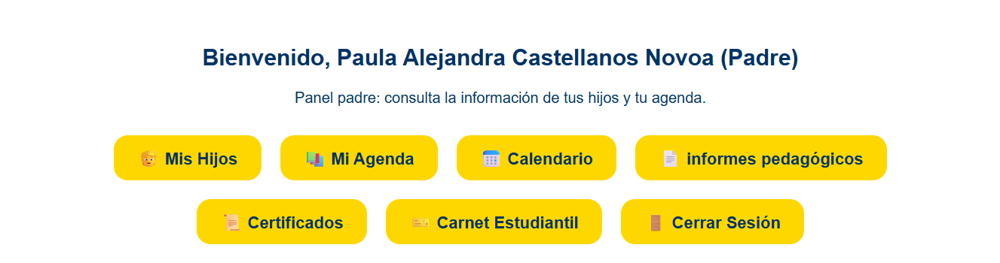 Bienvenido, Paula Alejandra Castellanos Novoa (Padre)
Panel padre: consulta la información de tus hijos y tu agenda.
Mis Hijos
Mi Agenda
Calendario
informes pedagógicos
Certificados
Carnet Estudiantil
Cerrar Sesión